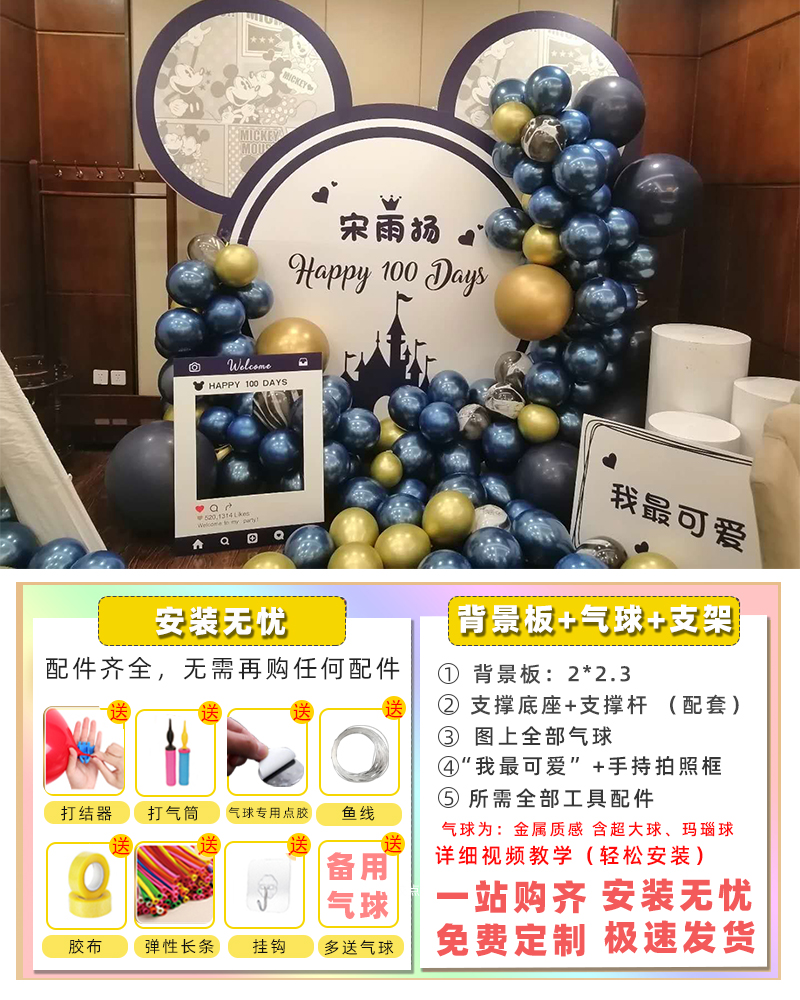 MICKEY
MICKEY
MOUSE
宋雨扬
Happy 100 Days
Welcome
HAPPY 100 DAYS
520,1314 Likes
Welcome to my party!
我最可爱
安装无忧
配件齐全，无需再购任何配件
送 送 送 送
打结器 打气筒 气球专用点胶 鱼线
送 送 送 送
备用
气球
胶布 弹性长条 挂钩 多送气球
背景板+气球+支架
① 背景板：2*2.3
② 支撑底座+支撑杆 （配套）
③ 图上全部气球
④“我最可爱” +手持拍照框
⑤ 所需全部工具配件
气球为：金属质感 含超大球、玛瑙球
详细视频教学（轻松安装）
一站购齐 安装无忧
免费定制 极速发货